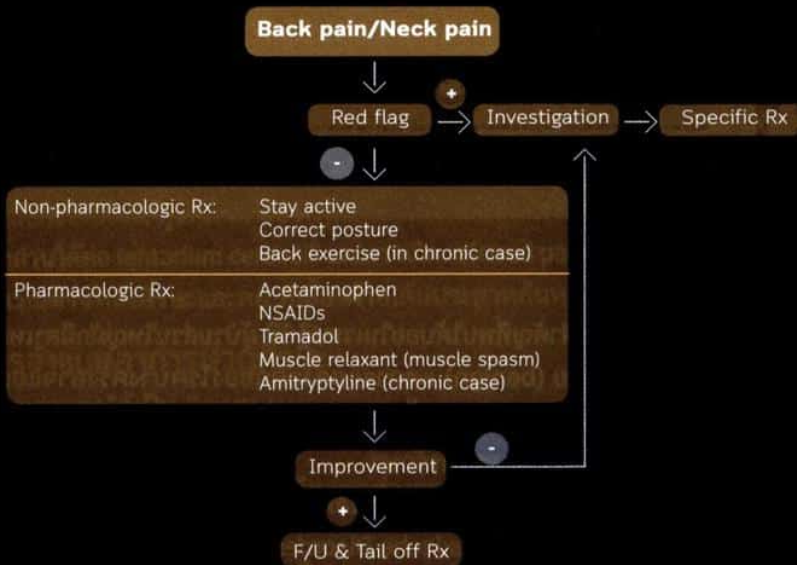 Back pain/Neck pain
Red flag
+
Investigation
Specific Rx
-
Non-pharmacologic Rx: Stay active
Correct posture
Back exercise (in chronic case)
Pharmacologic Rx: Acetaminophen
NSAIDs
Tramadol
Muscle relaxant (muscle spasm)
Amitryptyline (chronic case)
Improvement
-
+
F/U & Tail off Rx